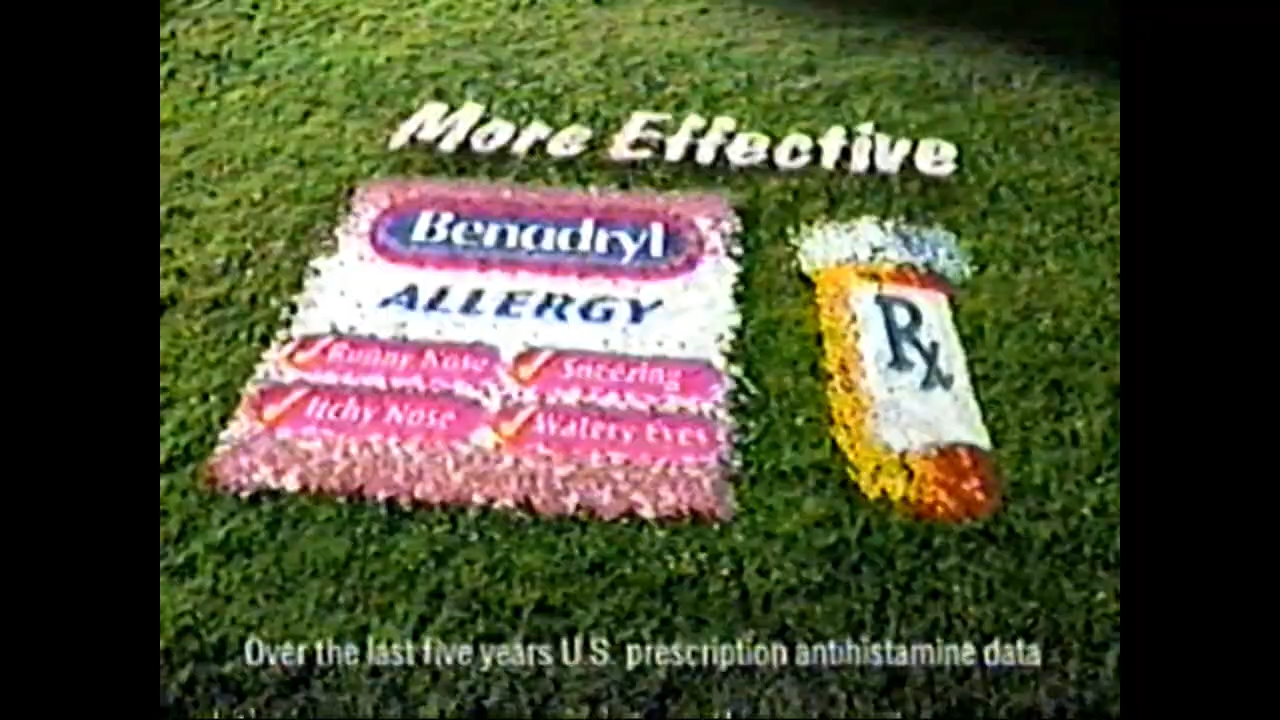 More Effective
Benadryl
ALLERGY
Runny Nose
Sneezing
Itchy Nose
Watery Eyes
Rx
Over the last five years U.S. prescription antihistamine data